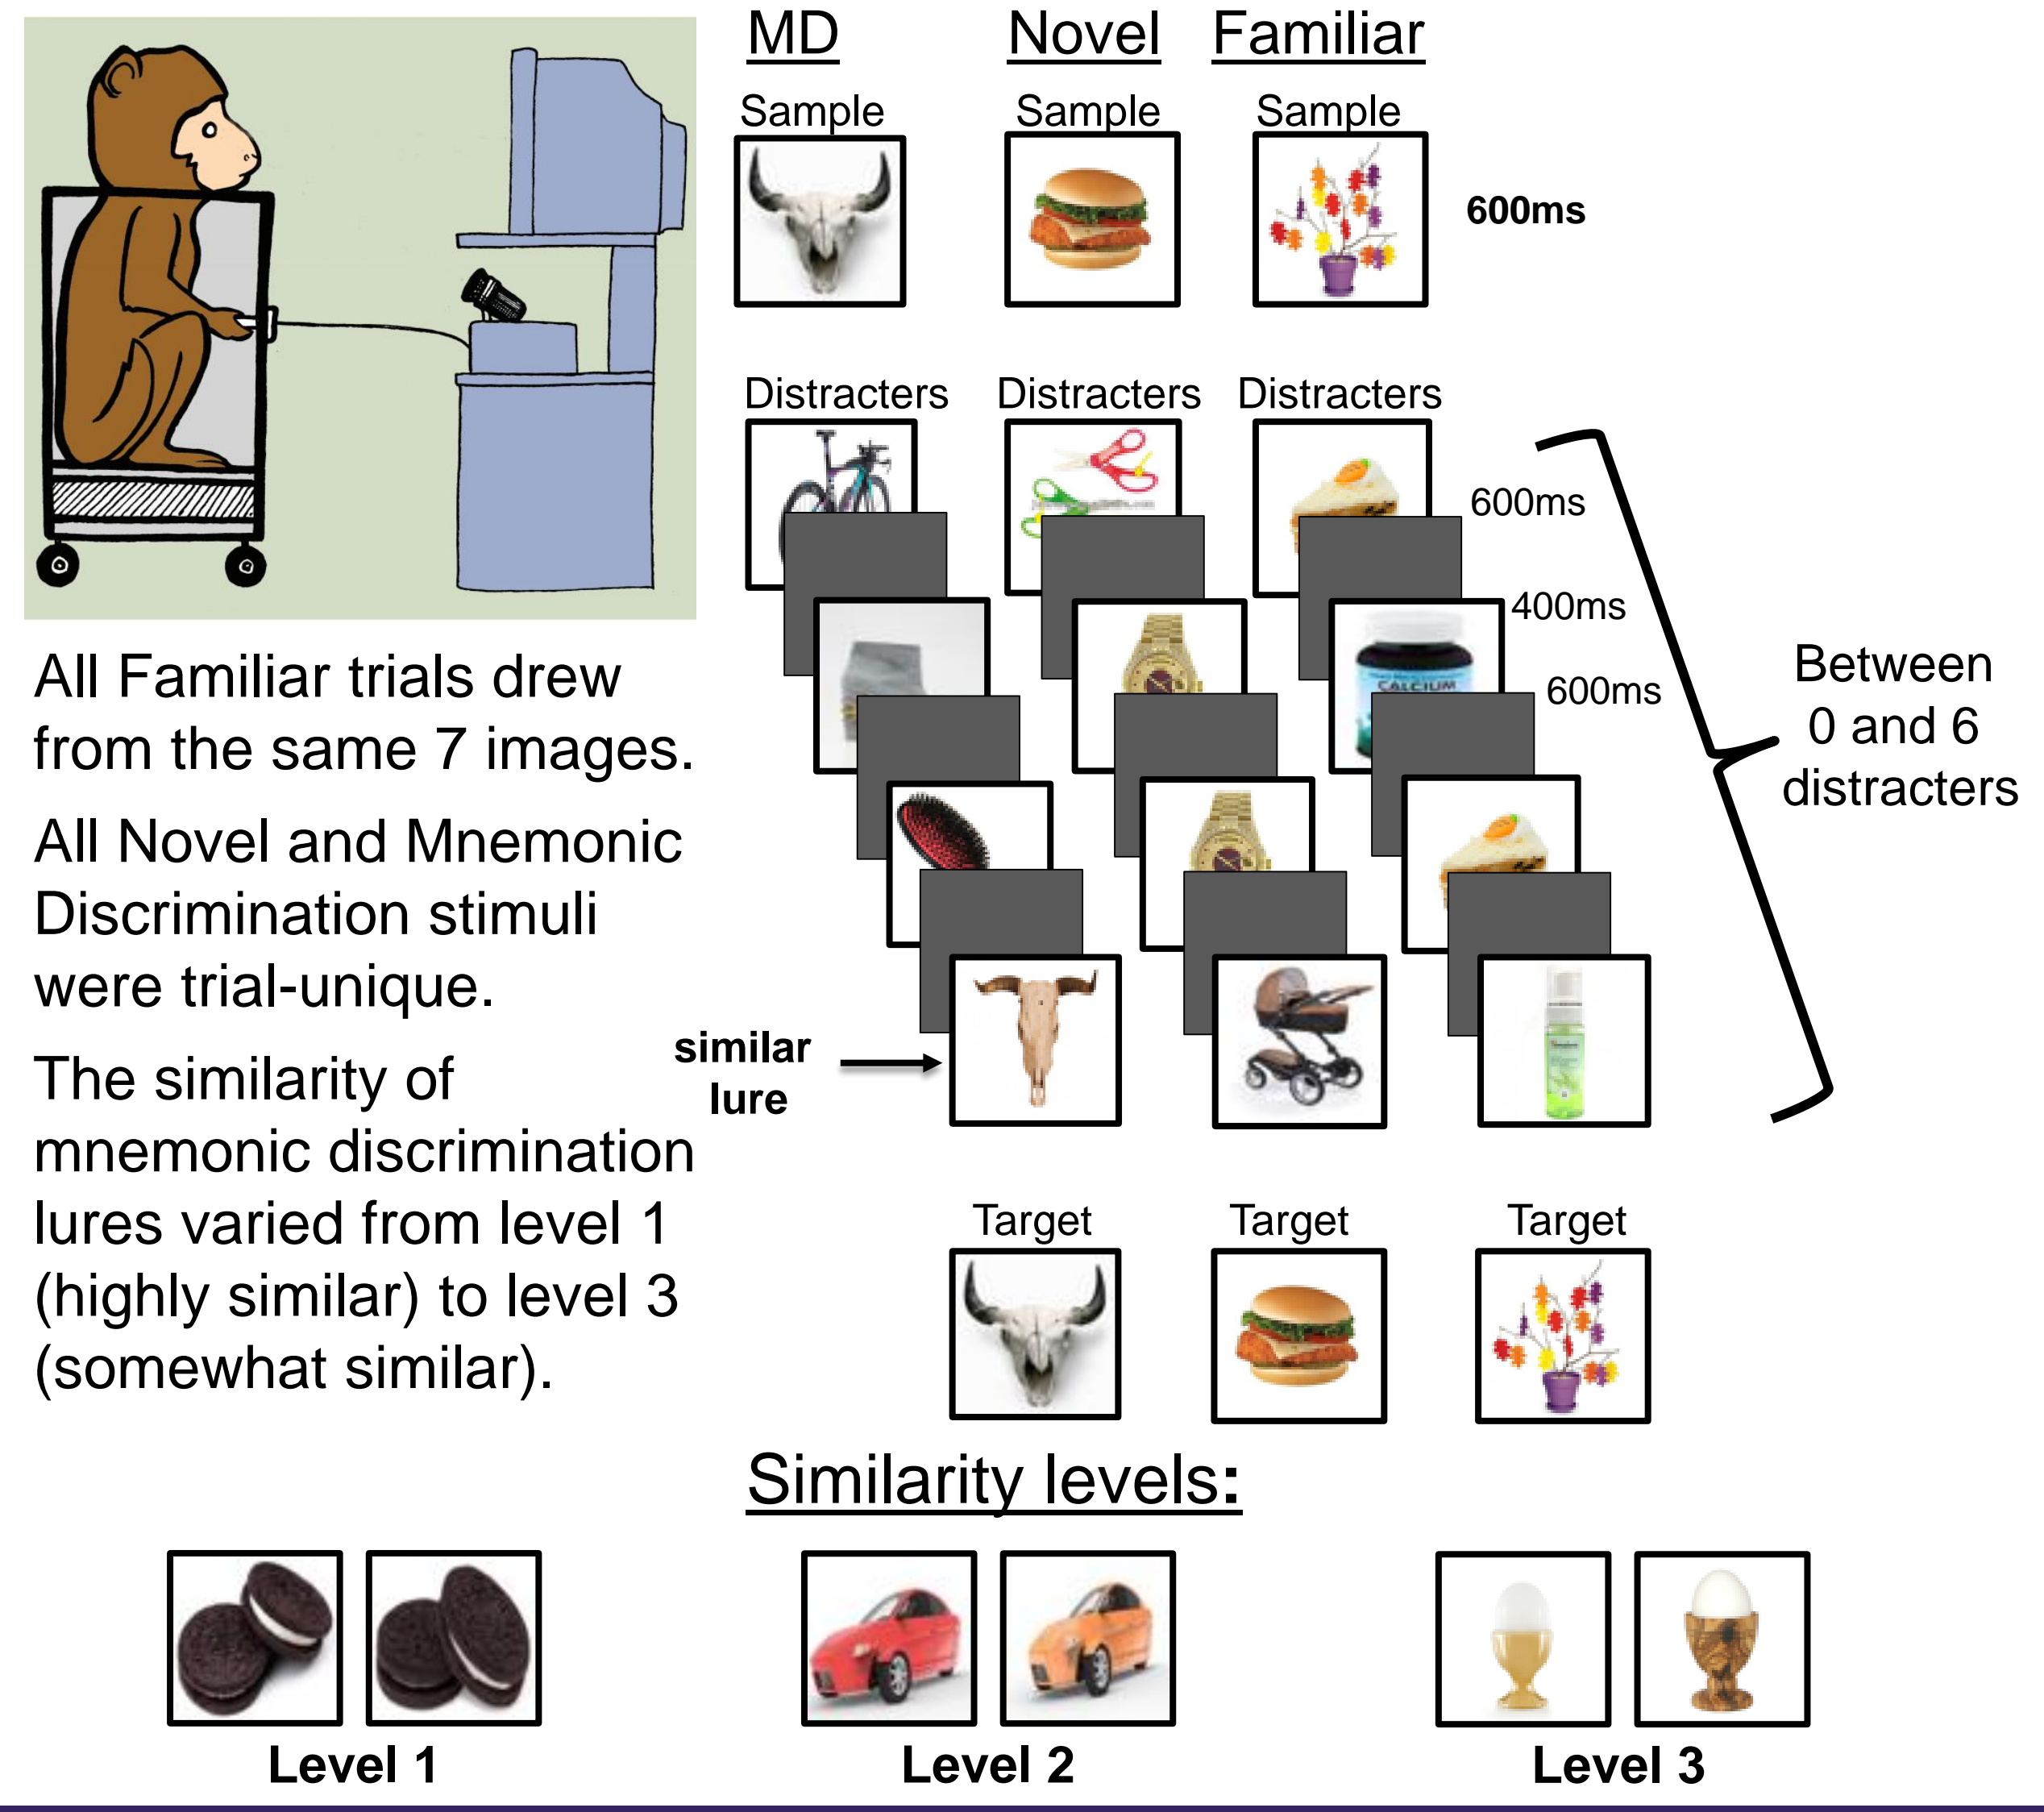 MD Novel Familiar
Sample Sample Sample
600ms
Distracters Distracters Distracters
600ms
400ms
CALCIUM
600ms
Between
0 and 6
distracters
similar
lure
Target Target Target
All Familiar trials drew
from the same 7 images.
All Novel and Mnemonic
Discrimination stimuli
were trial-unique.
The similarity of
mnemonic discrimination
lures varied from level 1
(highly similar) to level 3
(somewhat similar).
Similarity levels:
Level 1 Level 2 Level 3